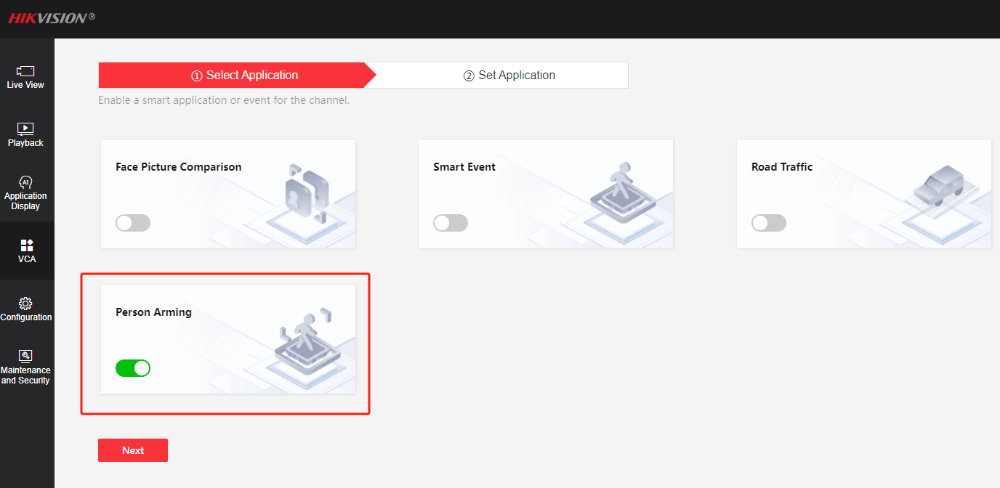 HIKVISION®
Live View
Playback
AI
Application
Display
VCA
Configuration
Maintenance
and Security
① Select Application
② Set Application
Enable a smart application or event for the channel.
Face Picture Comparison
Smart Event
Road Traffic
Person Arming
Next